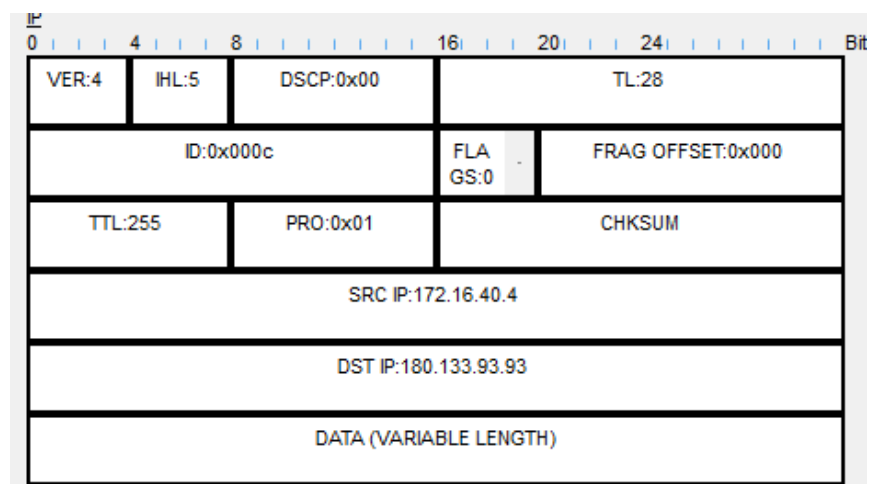 IP
0 4 8 16 20 24 Bit
VER:4 IHL:5 DSCP:0x00 TL:28
ID:0x000c FLA - FRAG OFFSET:0x000
GS:0
TTL:255 PRO:0x01 CHKSUM
SRC IP:172.16.40.4
DST IP:180.133.93.93
DATA (VARIABLE LENGTH)